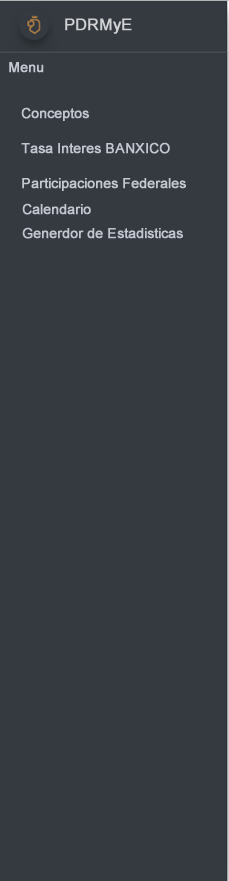 PDRMyE
Menu
Conceptos
Tasa Interes BANXICO
Participaciones Federales
Calendario
Generdor de Estadisticas